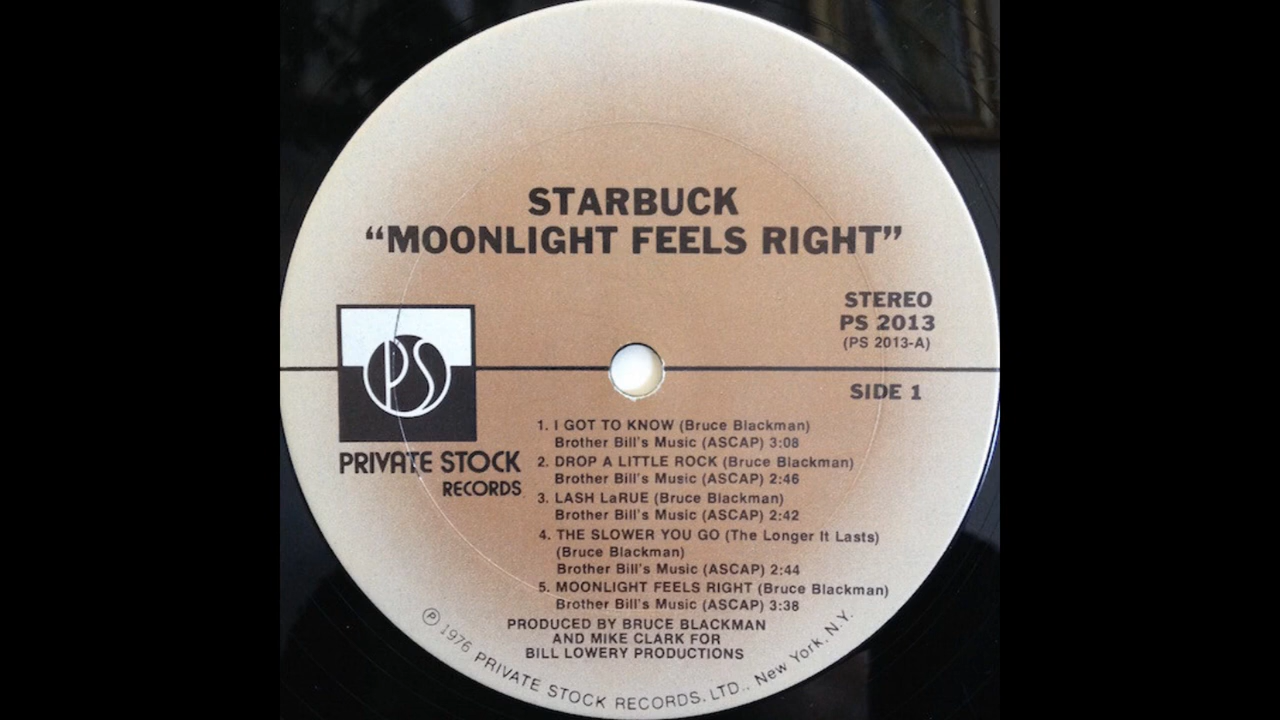 STARBUCK
“MOONLIGHT FEELS RIGHT”
STEREO
PS 2013
(PS 2013-A)
SIDE 1
PS
PRIVATE STOCK
RECORDS
1. I GOT TO KNOW (Bruce Blackman)
Brother Bill's Music (ASCAP) 3:08
2. DROP A LITTLE ROCK (Bruce Blackman)
Brother Bill's Music (ASCAP) 2:46
3. LASH LaRUE (Bruce Blackman)
Brother Bill's Music (ASCAP) 2:42
4. THE SLOWER YOU GO (The Longer It Lasts)
(Bruce Blackman)
Brother Bill's Music (ASCAP) 2:44
5. MOONLIGHT FEELS RIGHT (Bruce Blackman)
Brother Bill's Music (ASCAP) 3:38
PRODUCED BY BRUCE BLACKMAN
AND MIKE CLARK FOR
BILL LOWERY PRODUCTIONS
Ⓟ 1976 PRIVATE STOCK RECORDS, LTD., New York, N.Y.